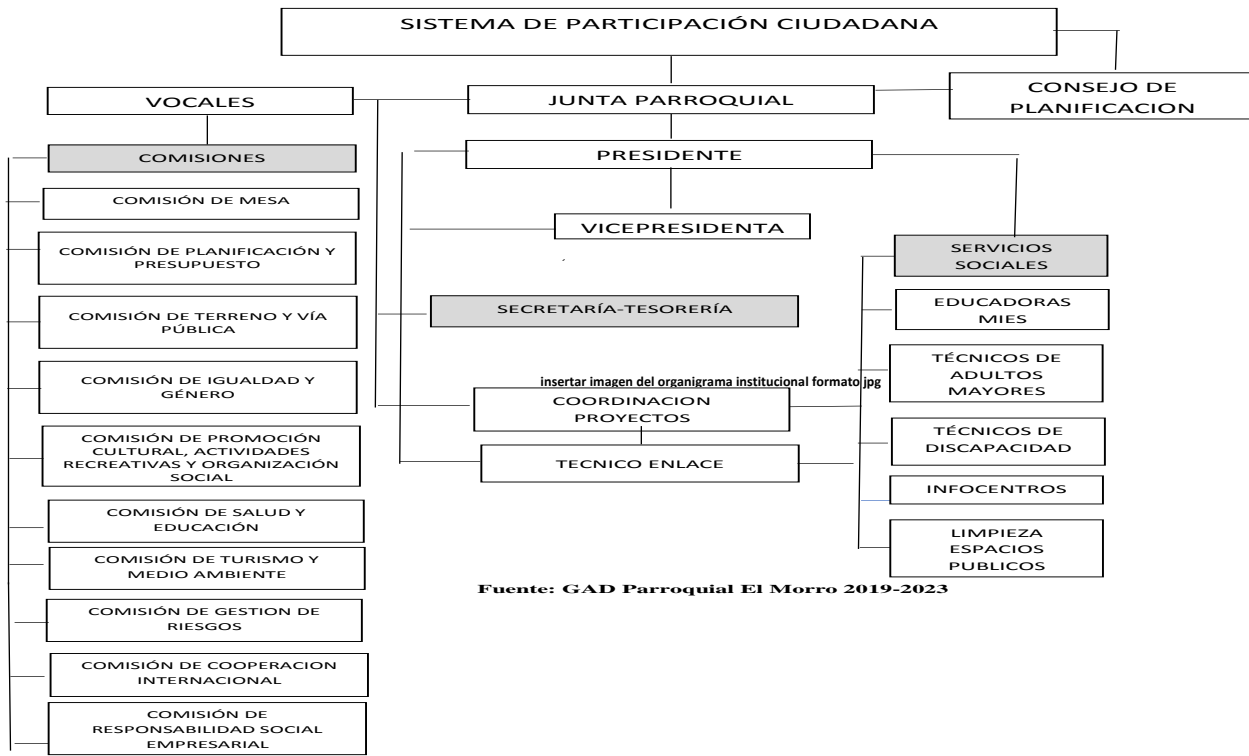 SISTEMA DE PARTICIPACIÓN CIUDADANA
VOCALES
JUNTA PARROQUIAL
CONSEJO DE
PLANIFICACION
COMISIONES
PRESIDENTE
COMISIÓN DE MESA
VICEPRESIDENTA
COMISIÓN DE PLANIFICACIÓN Y
PRESUPUESTO
SERVICIOS
SOCIALES
COMISIÓN DE TERRENO Y VÍA
PÚBLICA
SECRETARÍA-TESORERÍA
EDUCADORAS
MIES
COMISIÓN DE IGUALDAD Y
GÉNERO
insertar imagen del organigrama institucional formato jpg
COORDINACION
PROYECTOS
TÉCNICOS DE
ADULTOS
MAYORES
COMISIÓN DE PROMOCIÓN
CULTURAL, ACTIVIDADES
RECREATIVAS Y ORGANIZACIÓN
SOCIAL
TECNICO ENLACE
TÉCNICOS DE
DISCAPACIDAD
INFOCENTROS
COMISIÓN DE SALUD Y
EDUCACIÓN
LIMPIEZA
ESPACIOS
PUBLICOS
COMISIÓN DE TURISMO Y
MEDIO AMBIENTE
Fuente: GAD Parroquial El Morro 2019-2023
COMISIÓN DE GESTION DE
RIESGOS
COMISIÓN DE COOPERACION
INTERNACIONAL
COMISIÓN DE
RESPONSABILIDAD SOCIAL
EMPRESARIAL